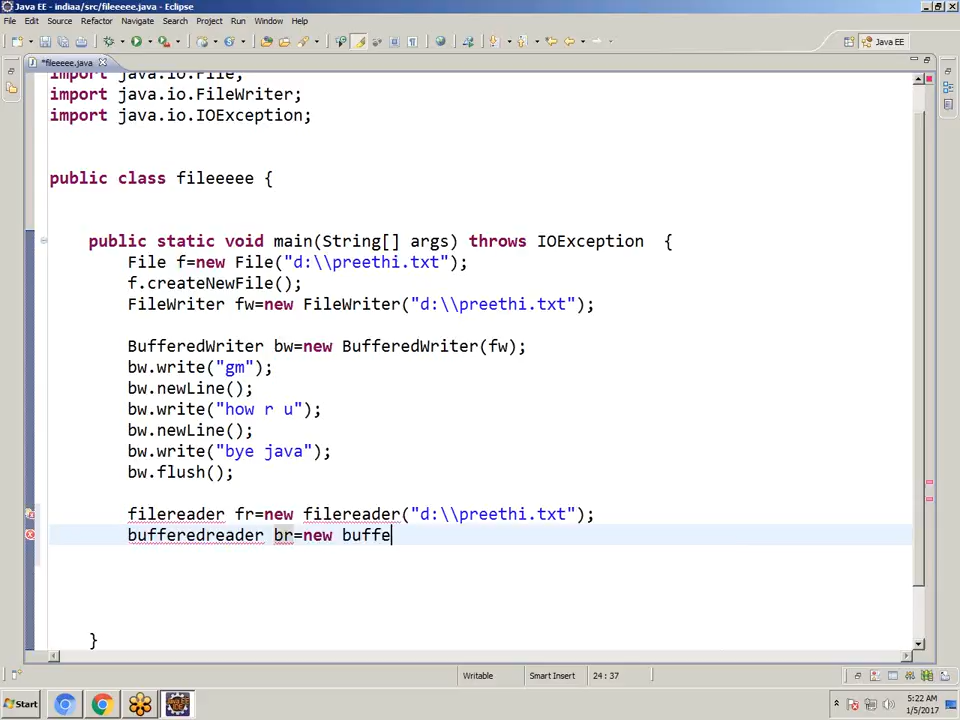 Java EE - indiaa/src/fileeeee.java - Eclipse
File Edit Source Refactor Navigate Search Project Run Window Help
Java EE
*fileeeee.java
import java.io.File;
import java.io.FileWriter;
import java.io.IOException;
public class fileeeee {
public static void main(String[] args) throws IOException {
File f=new File("d:\\preethi.txt");
f.createNewFile();
FileWriter fw=new FileWriter("d:\\preethi.txt");
BufferedWriter bw=new BufferedWriter(fw);
bw.write("gm");
bw.newLine();
bw.write("how r u");
bw.newLine();
bw.write("bye java");
bw.flush();
filereader fr=new filereader("d:\\preethi.txt");
bufferedreader br=new buffe
}
Writable Smart Insert 24 : 37
Start
5:22 AM
1/5/2017